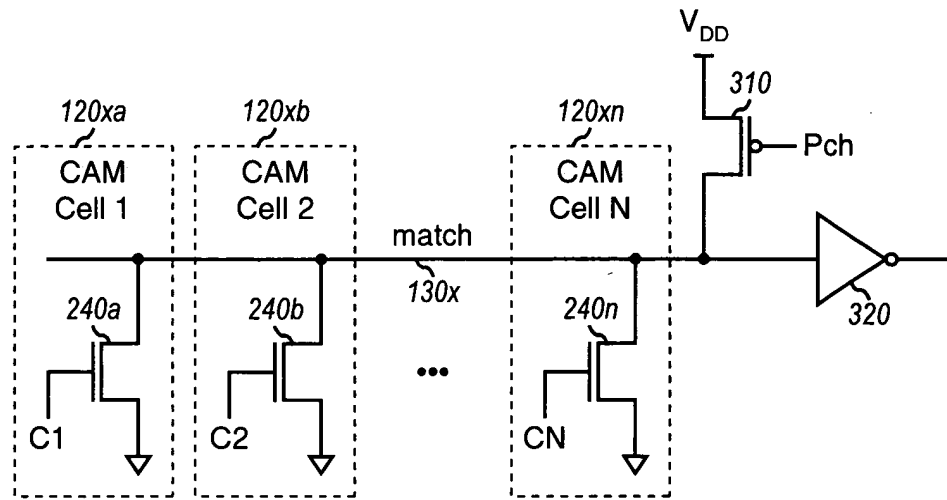 V_DD
310
Pch
120xa
120xb
120xn
CAM
Cell 1
CAM
Cell 2
CAM
Cell N
match
130x
320
240a
240b
240n
•••
C1
C2
CN